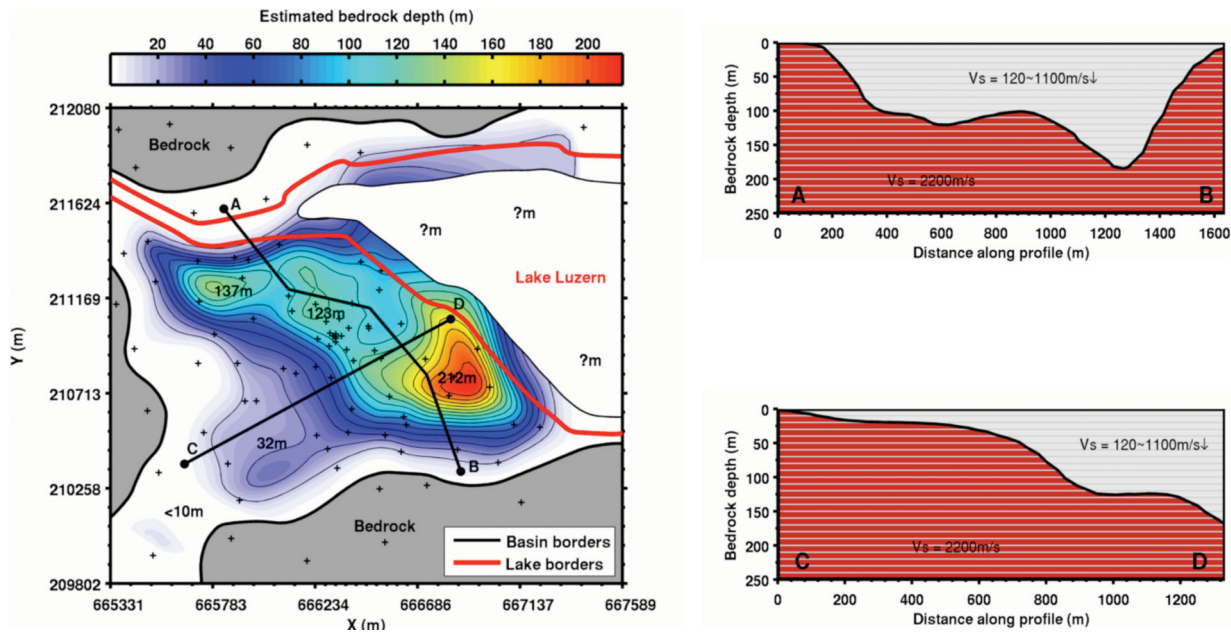 Estimated bedrock depth (m)
20 40 60 80 100 120 140 160 180 200
212080
211624
211169
210713
210258
209802
Y (m)
665331 665783 666234 666686 667137 667589
X (m)
Bedrock
A
?m
?m
Lake Luzern
137m
123m
D
?m
212m
C
32m
B
<10m
Bedrock
Basin borders
Lake borders
0
50
100
150
200
250
Bedrock depth (m)
Vs = 120~1100m/s↓
Vs = 2200m/s
A B
0 200 400 600 800 1000 1200 1400 1600
Distance along profile (m)
0
50
100
150
200
250
Bedrock depth (m)
Vs = 120~1100m/s↓
Vs = 2200m/s
C D
0 200 400 600 800 1000 1200
Distance along profile (m)